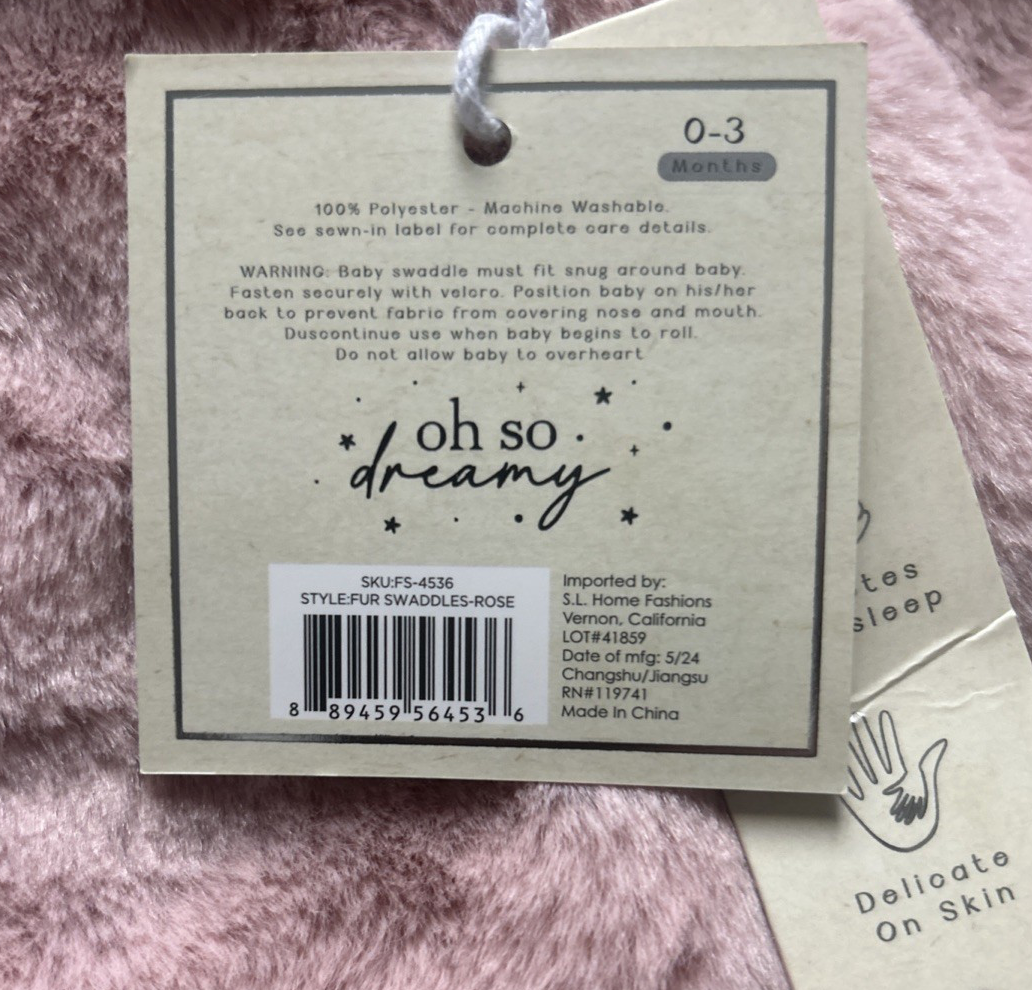 0-3
Months
100% Polyester - Machine Washable.
See sewn-in label for complete care details.
WARNING: Baby swaddle must fit snug around baby.
Fasten securely with velcro. Position baby on his/her
back to prevent fabric from covering nose and mouth.
Duscontinue use when baby begins to roll.
Do not allow baby to overheart
oh so
dreamy
SKU:FS-4536
STYLE:FUR SWADDLES-ROSE
8 89459 56453 6
Imported by:
S.L. Home Fashions
Vernon, California
LOT#41859
Date of mfg: 5/24
Changshu/Jiangsu
RN#119741
Made In China
Delicate
On Skin